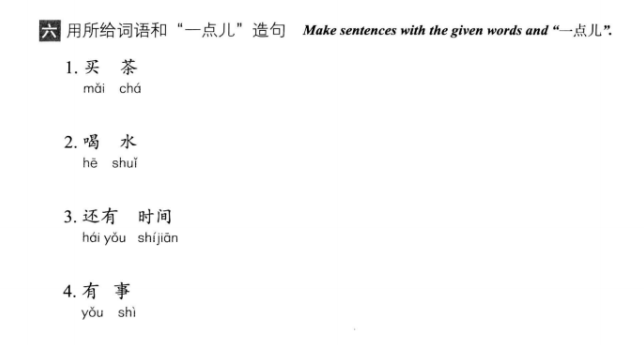 六 用所给词语和“一点儿”造句 Make sentences with the given words and “一点儿”.
1. 买 茶
mǎi chá
2. 喝 水
hē shuǐ
3. 还有 时间
hái yǒu shíjiān
4. 有 事
yǒu shì